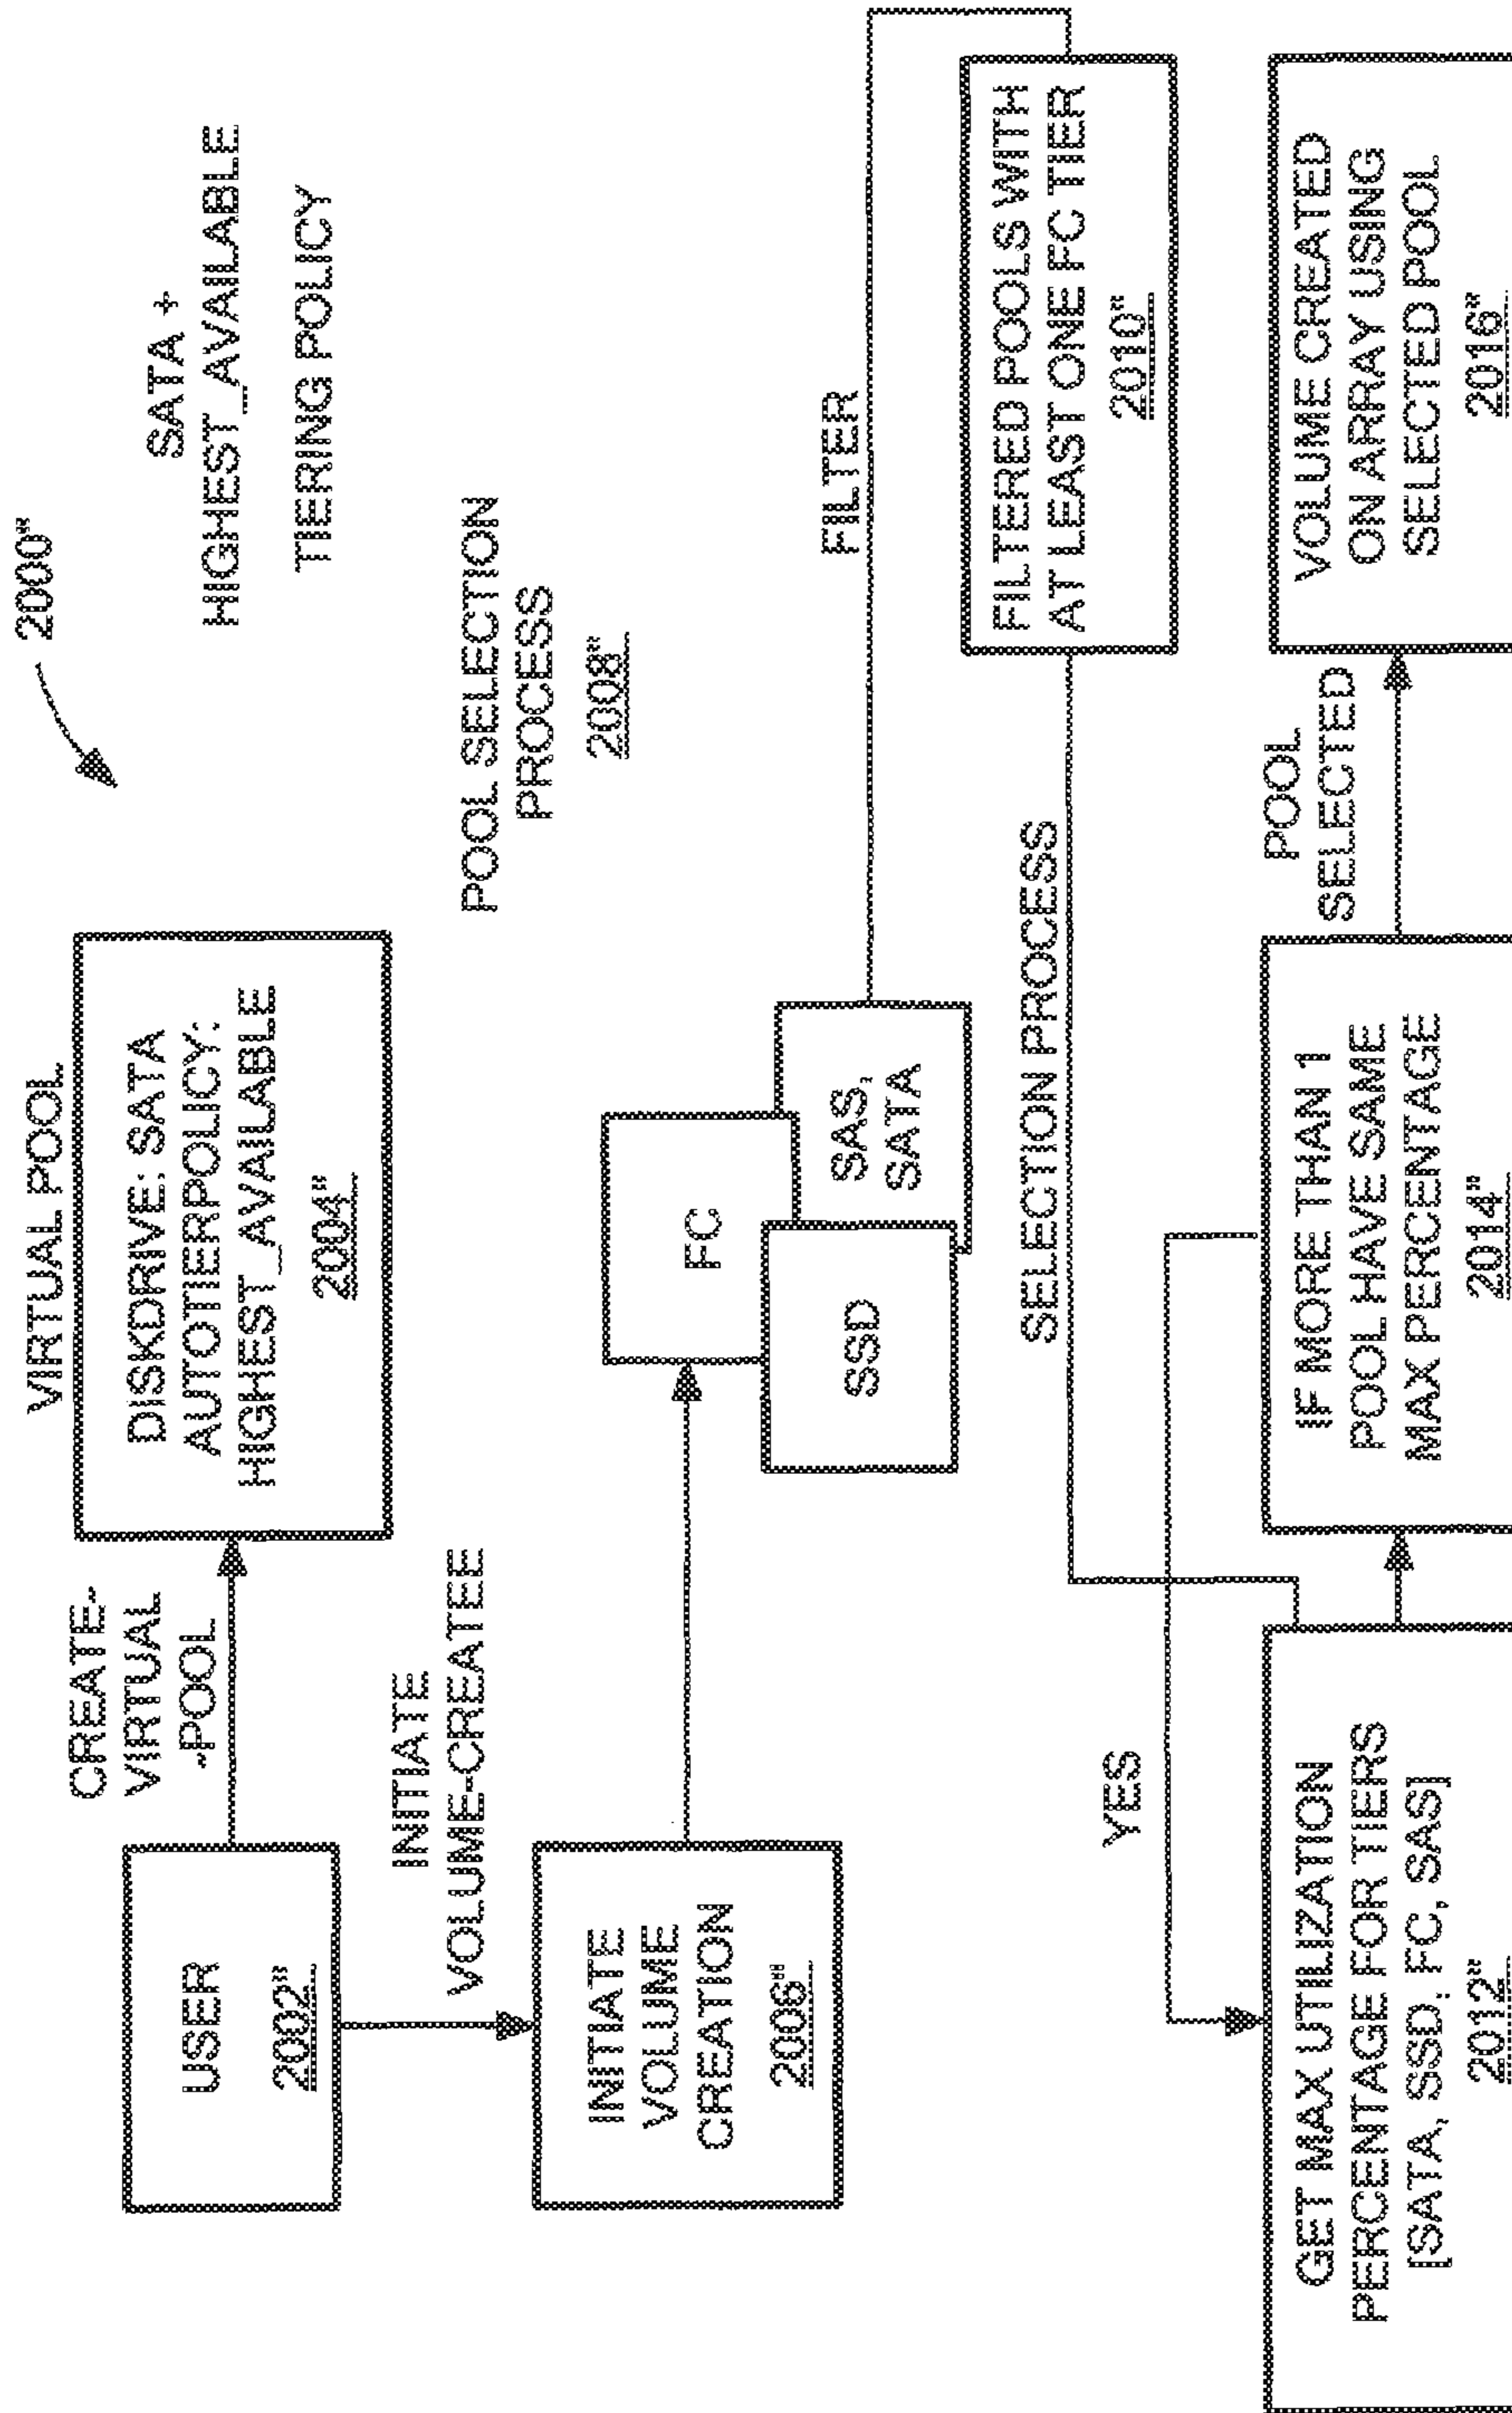 2000"
SATA +
HIGHEST_AVAILABLE
TIERING POLICY
VIRTUAL POOL
CREATE-
VIRTUAL
-POOL
USER
2002"
DISKDRIVE: SATA
AUTOTIERPOLICY:
HIGHEST_AVAILABLE
2004"
INITIATE
VOLUME-CREATEE
POOL SELECTION
PROCESS
2008"
INITIATE
VOLUME
CREATION
2006"
FC
SSD
SAS,
SATA
FILTER
FILTERED POOLS WITH
AT LEAST ONE FC TIER
2010"
SELECTION PROCESS
YES
GET MAX UTILIZATION
PERCENTAGE FOR TIERS
[SATA, SSD, FC, SAS]
2012"
IF MORE THAN 1
POOL HAVE SAME
MAX PERCENTAGE
2014"
POOL
SELECTED
VOLUME CREATED
ON ARRAY USING
SELECTED POOL
2016"